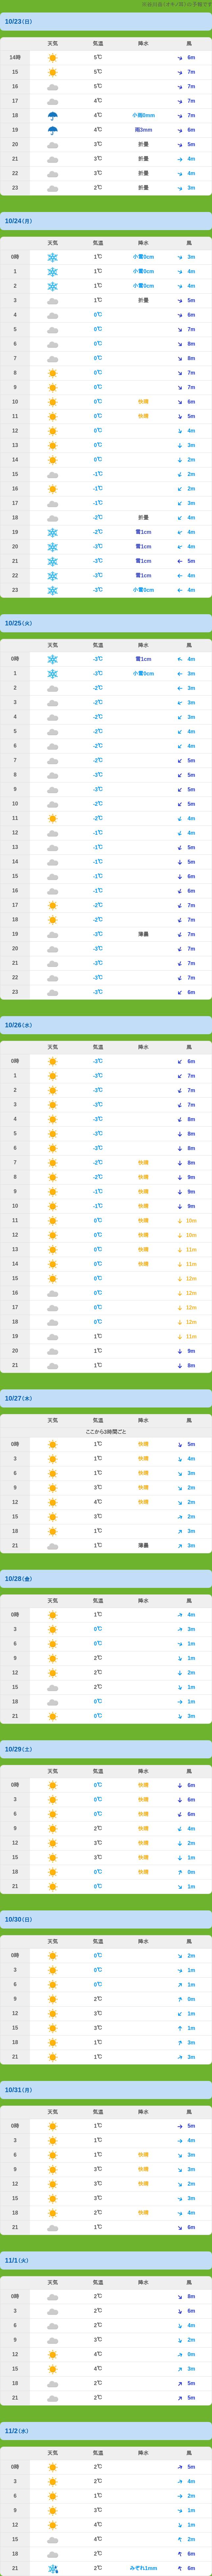 10/23(日)
天気 気温 降水 風
14時 5℃ 6m
15 5℃ 7m
16 5℃ 7m
17 4℃ 7m
18 4℃ 小雨0mm 7m
19 4℃ 雨3mm 6m
20 3℃ 折曇 5m
21 3℃ 折曇 4m
22 3℃ 折曇 4m
23 2℃ 折曇 3m
10/24(月)
天気 気温 降水 風
0時 1℃ 小雪0cm 3m
1 1℃ 小雪0cm 4m
2 1℃ 小雪0cm 4m
3 1℃ 折曇 5m
4 0℃ 6m
5 0℃ 7m
6 0℃ 8m
7 0℃ 8m
8 0℃ 7m
9 0℃ 7m
10 0℃ 快晴 6m
11 0℃ 快晴 5m
12 0℃ 4m
13 0℃ 3m
14 0℃ 2m
15 -1℃ 2m
16 -1℃ 2m
17 -1℃ 3m
18 -2℃ 折曇 4m
19 -2℃ 雪1cm 4m
20 -3℃ 雪1cm 4m
21 -3℃ 雪1cm 5m
22 -3℃ 雪1cm 4m
23 -3℃ 小雪0cm 4m
10/25(火)
天気 気温 降水 風
0時 -3℃ 雪1cm 4m
1 -3℃ 小雪0cm 3m
2 -2℃ 3m
3 -2℃ 3m
4 -2℃ 3m
5 -2℃ 4m
6 -2℃ 4m
7 -2℃ 5m
8 -3℃ 5m
9 -3℃ 5m
10 -2℃ 5m
11 -2℃ 4m
12 -1℃ 4m
13 -1℃ 5m
14 -1℃ 5m
15 -1℃ 6m
16 -1℃ 6m
17 -2℃ 7m
18 -2℃ 7m
19 -3℃ 薄曇 7m
20 -3℃ 7m
21 -3℃ 7m
22 -3℃ 7m
23 -3℃ 6m
10/26(水)
天気 気温 降水 風
0時 -3℃ 6m
1 -3℃ 7m
2 -3℃ 7m
3 -3℃ 7m
4 -3℃ 8m
5 -3℃ 8m
6 -3℃ 8m
7 -2℃ 快晴 8m
8 -2℃ 快晴 9m
9 -1℃ 快晴 9m
10 -1℃ 快晴 9m
11 0℃ 快晴 10m
12 0℃ 快晴 10m
13 0℃ 快晴 11m
14 0℃ 快晴 11m
15 0℃ 12m
16 0℃ 12m
17 0℃ 12m
18 0℃ 12m
19 1℃ 11m
20 1℃ 9m
21 1℃ 8m
10/27(木)
天気 気温 降水 風
ここから3時間ごと
0時 1℃ 快晴 5m
3 1℃ 快晴 4m
6 1℃ 快晴 3m
9 3℃ 快晴 2m
12 4℃ 快晴 2m
15 3℃ 2m
18 1℃ 3m
21 1℃ 薄曇 3m
10/28(金)
天気 気温 降水 風
0時 1℃ 4m
3 0℃ 3m
6 0℃ 1m
9 2℃ 1m
12 2℃ 2m
15 2℃ 1m
18 0℃ 1m
21 0℃ 3m
10/29(土)
天気 気温 降水 風
0時 0℃ 快晴 6m
3 0℃ 快晴 6m
6 0℃ 快晴 6m
9 2℃ 快晴 4m
12 3℃ 快晴 2m
15 3℃ 快晴 1m
18 0℃ 快晴 0m
21 0℃ 1m
10/30(日)
天気 気温 降水 風
0時 0℃ 2m
3 0℃ 1m
6 0℃ 1m
9 2℃ 0m
12 3℃ 1m
15 3℃ 1m
18 1℃ 3m
21 1℃ 3m
10/31(月)
天気 気温 降水 風
0時 1℃ 5m
3 1℃ 4m
6 1℃ 快晴 3m
9 3℃ 快晴 3m
12 3℃ 快晴 2m
15 3℃ 3m
18 2℃ 快晴 4m
21 1℃ 6m
11/1(火)
天気 気温 降水 風
0時 2℃ 8m
3 2℃ 6m
6 2℃ 4m
9 3℃ 2m
12 4℃ 0m
15 4℃ 3m
18 2℃ 5m
21 2℃ 5m
11/2(水)
天気 気温 降水 風
0時 2℃ 5m
3 2℃ 4m
6 1℃ 2m
9 3℃ 1m
12 4℃ 1m
15 4℃ 2m
18 2℃ 6m
21 2℃ みぞれ1mm 6m